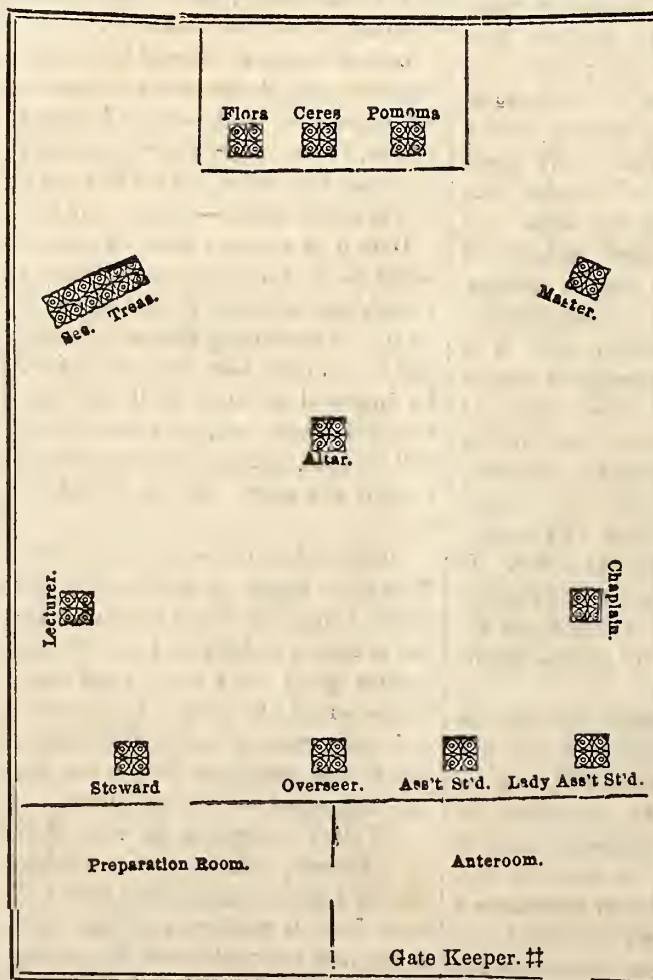 Flora Ceres Pomoma
Sec. Treas.
Master.
Altar.
Lecturer.
Chaplain.
Steward Overseer. Ass't St'd. Lady Ass't St'd.
Preparation Room. Anteroom.
Gate Keeper. ‡‡